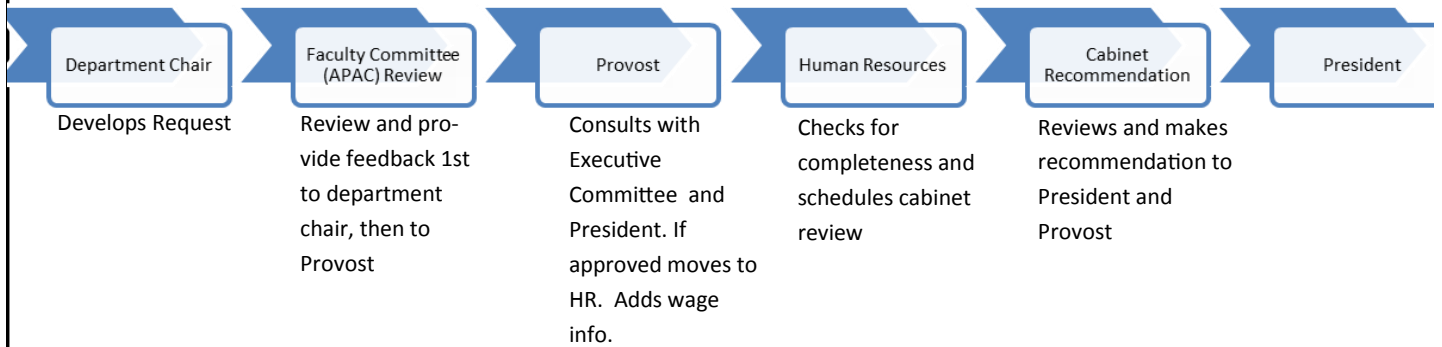 Department Chair
Develops Request
Faculty Committee
(APAC) Review
Review and pro-
vide feedback 1st
to department
chair, then to
Provost
Provost
Consults with
Executive
Committee and
President. If
approved moves to
HR. Adds wage
info.
Human Resources
Checks for
completeness and
schedules cabinet
review
Cabinet
Recommendation
Reviews and makes
recommendation to
President and
Provost
President